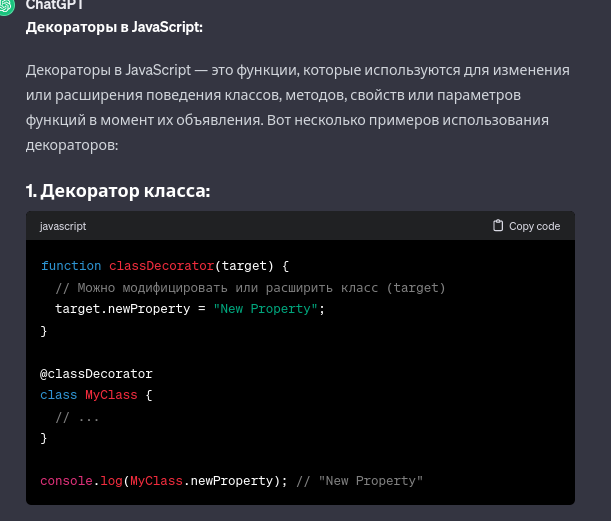 ChatGPT
Декораторы в JavaScript:
Декораторы в JavaScript — это функции, которые используются для изменения
или расширения поведения классов, методов, свойств или параметров
функций в момент их объявления. Вот несколько примеров использования
декораторов:
1. Декоратор класса:
javascript
Copy code
function classDecorator(target) {
  // Можно модифицировать или расширить класс (target)
  target.newProperty = "New Property";
}
@classDecorator
class MyClass {
  // ...
}
console.log(MyClass.newProperty); // "New Property"